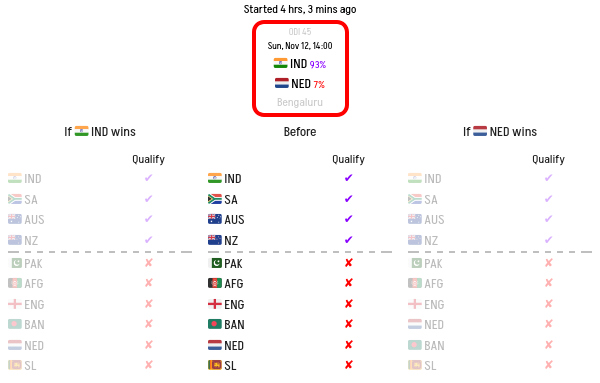 Started 4 hrs, 3 mins ago
ODI 45
Sun, Nov 12, 14:00
IND 93%
NED 7%
Bengaluru
If IND wins
Before
If NED wins
Qualify Qualify Qualify
IND ✔ IND ✔ IND ✔
SA ✔ SA ✔ SA ✔
AUS ✔ AUS ✔ AUS ✔
NZ ✔ NZ ✔ NZ ✔
PAK ✘ PAK ✘ PAK ✘
AFG ✘ AFG ✘ AFG ✘
ENG ✘ ENG ✘ ENG ✘
BAN ✘ BAN ✘ NED ✘
NED ✘ NED ✘ BAN ✘
SL ✘ SL ✘ SL ✘